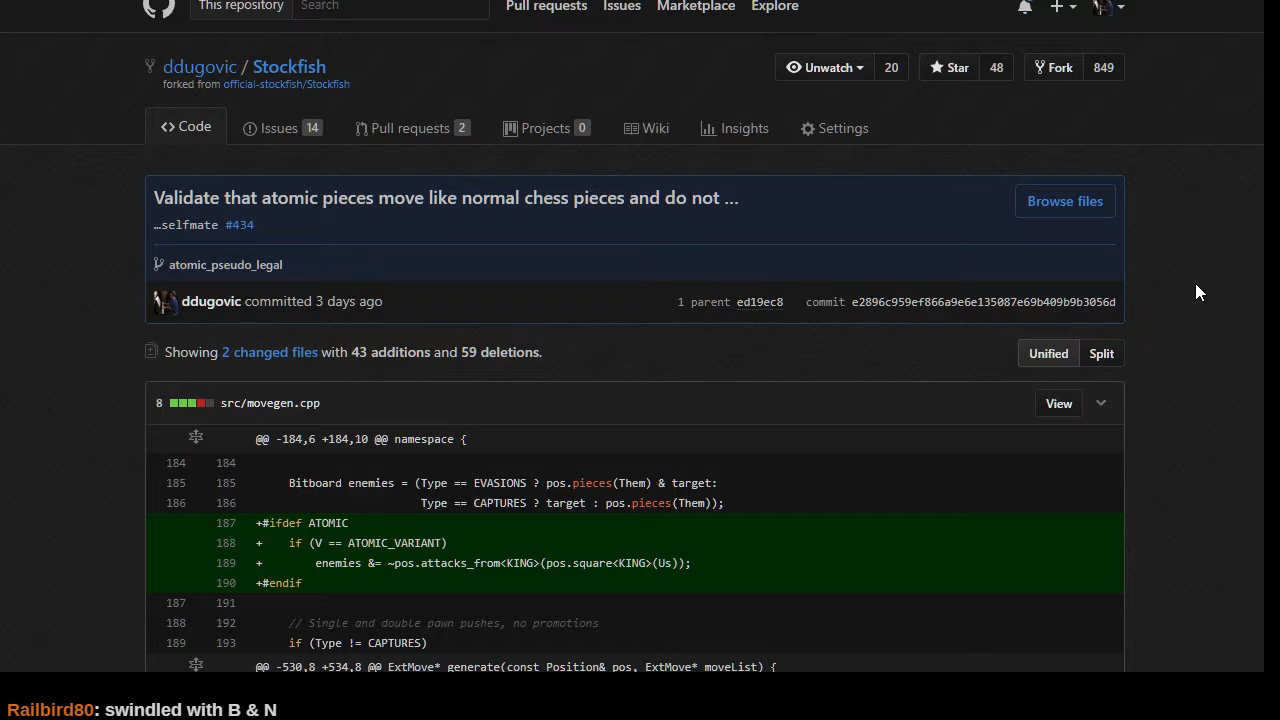 This repository Search Pull requests Issues Marketplace Explore
ddugovic / Stockfish Unwatch 20 Star 48 Fork 849
forked from official-stockfish/Stockfish
Code Issues 14 Pull requests 2 Projects 0 Wiki Insights Settings
Validate that atomic pieces move like normal chess pieces and do not … Browse files
…selfmate #434
atomic_pseudo_legal
ddugovic committed 3 days ago 1 parent ed19ec8 commit e2896c959ef866a9e6e135087e69b409b9b3056d
Showing 2 changed files with 43 additions and 59 deletions. Unified Split
8 src/movegen.cpp View
@@ -184,6 +184,10 @@ namespace {
184 184
185 185 Bitboard enemies = (Type == EVASIONS ? pos.pieces(Them) & target:
186 186 Type == CAPTURES ? target : pos.pieces(Them));
187 +#ifdef ATOMIC
188 + if (V == ATOMIC_VARIANT)
189 + enemies &= ~pos.attacks_from<KING>(pos.square<KING>(Us));
190 +#endif
187 191
188 192 // Single and double pawn pushes, no promotions
189 193 if (Type != CAPTURES)
@@ -530,8 +534,8 @@ ExtMove* generate(const Position& pos, ExtMove* moveList) {
Railbird80: swindled with B & N